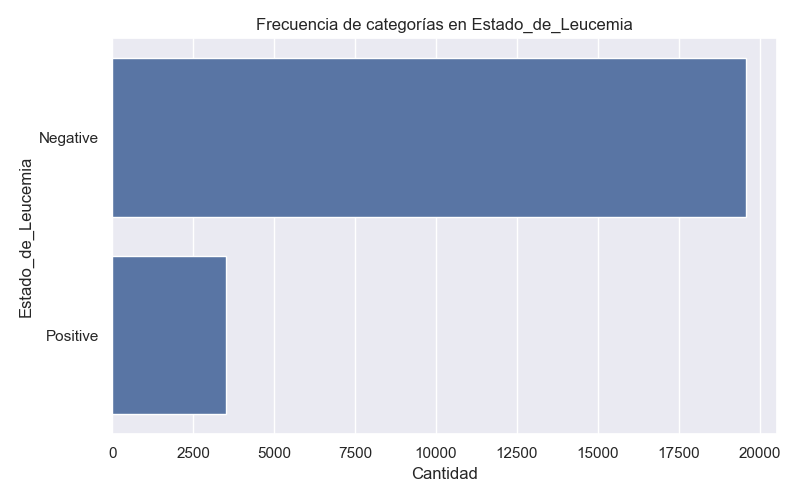 Frecuencia de categorías en Estado_de_Leucemia
Estado_de_Leucemia
Negative
Positive
0 2500 5000 7500 10000 12500 15000 17500 20000
Cantidad